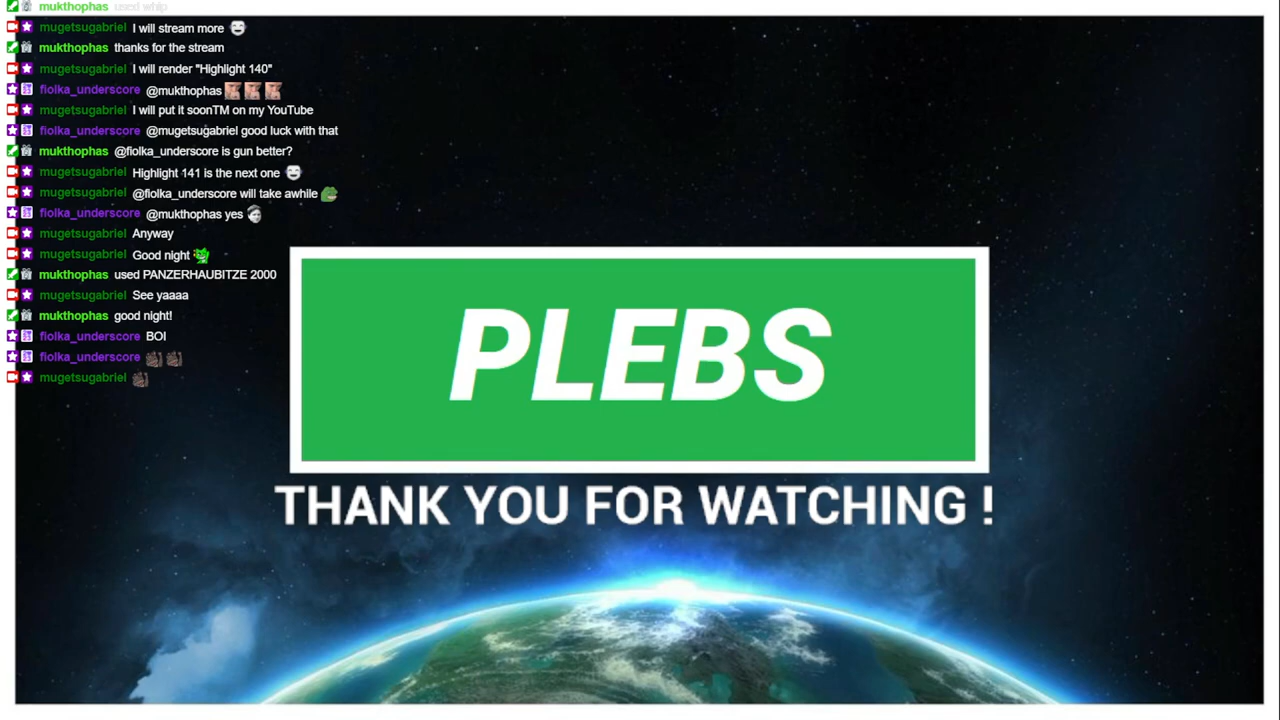 mukthophas used whip
mugetsugabriel I will stream more
mukthophas thanks for the stream
mugetsugabriel I will render "Highlight 140"
fiolka_underscore @mukthophas
mugetsugabriel I will put it soonTM on my YouTube
fiolka_underscore @mugetsugabriel good luck with that
mukthophas @fiolka_underscore is gun better?
mugetsugabriel Highlight 141 is the next one
mugetsugabriel @fiolka_underscore will take awhile
fiolka_underscore @mukthophas yes
mugetsugabriel Anyway
mugetsugabriel Good night
mukthophas used PANZERHAUBITZE 2000
mugetsugabriel See yaaaa
mukthophas good night!
fiolka_underscore BOI
fiolka_underscore
mugetsugabriel
PLEBS
THANK YOU FOR WATCHING !